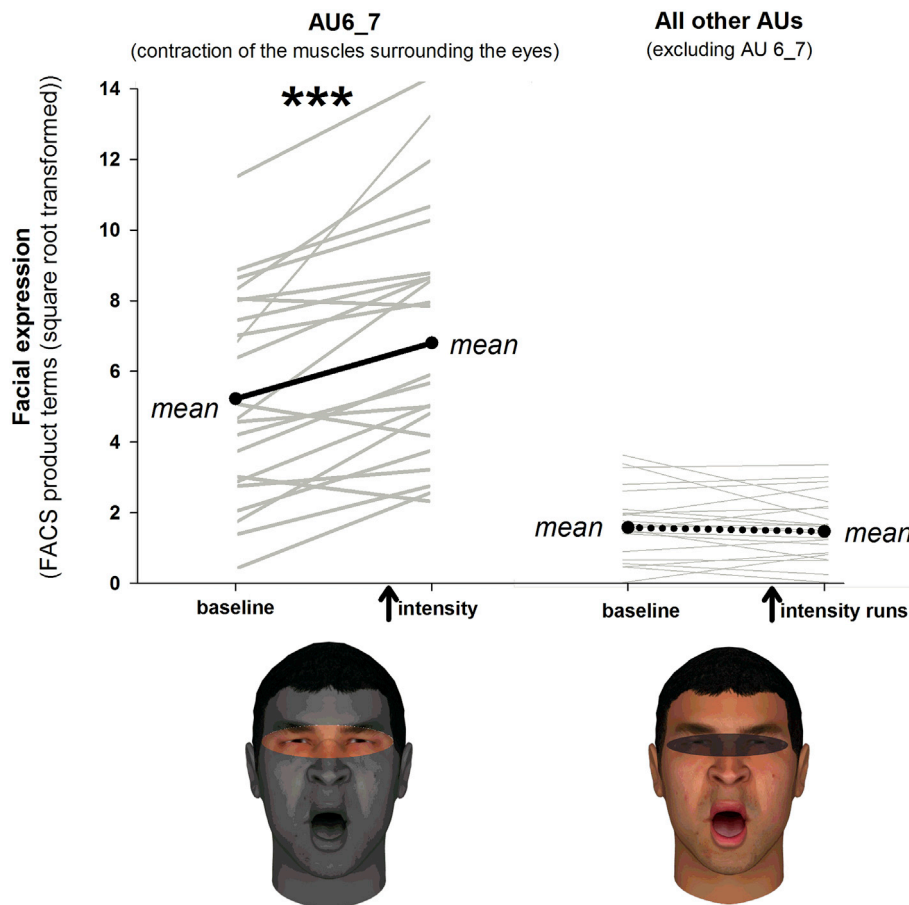 AU6_7
(contraction of the muscles surrounding the eyes)
All other AUs
(excluding AU 6_7)
Facial expression
(FACS product terms (square root transformed))
14
12
10
8
6
4
2
0
***
mean
mean
mean
mean
baseline
↑intensity
baseline
↑intensity runs